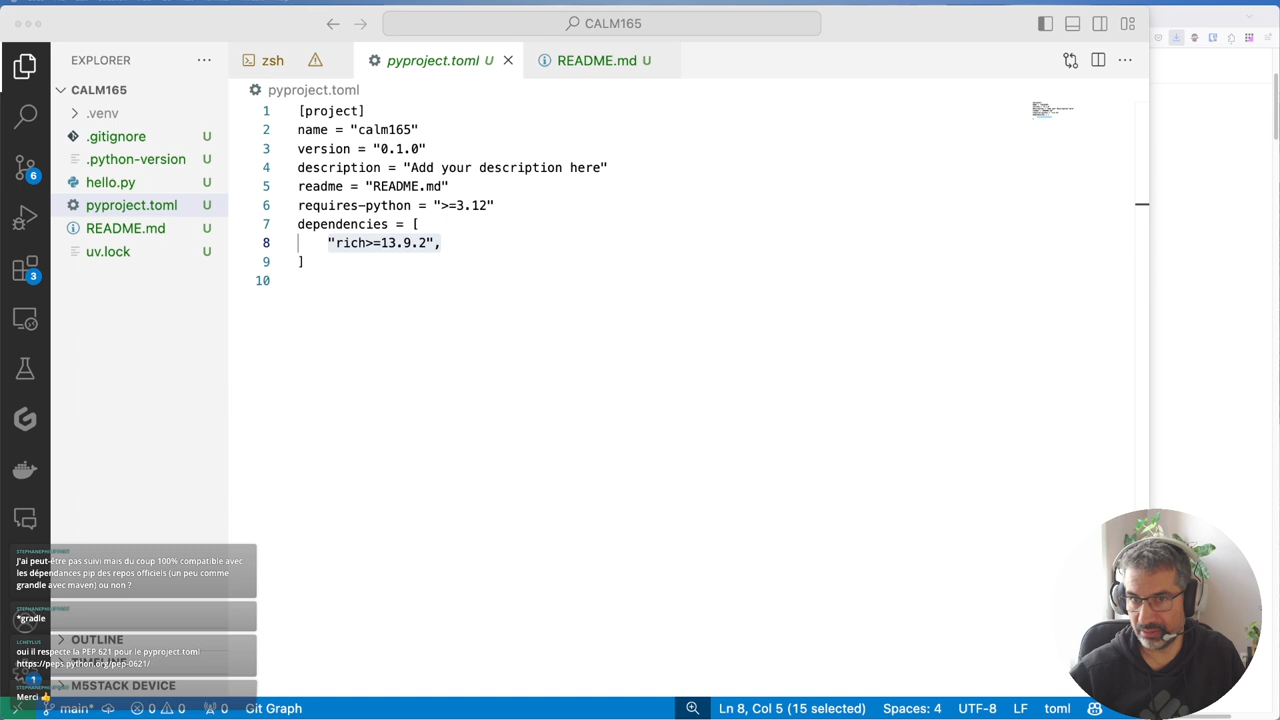 CALM165
EXPLORER
zsh
pyproject.toml U
README.md U
CALM165
pyproject.toml
.venv
.gitignore U
.python-version U
hello.py U
pyproject.toml U
README.md U
uv.lock U
6
3
1 [project]
2 name = "calm165"
3 version = "0.1.0"
4 description = "Add your description here"
5 readme = "README.md"
6 requires-python = ">=3.12"
7 dependencies = [
8 "rich>=13.9.2",
9 ]
10
J'ai peut-être pas suivi mais du coup 100% compatible avec
les dépendances pip des repos officiels (un peu comme
grandle avec maven) ou non ?
*gradle
OUTLINE
LCHEYLUS
oui il respecte la PEP 621 pour le pyproject.toml
https://peps.python.org/pep-0621/
TIMELINE
1
M5STACK DEVICE
Merci
main*
0
0
0
Git Graph
Ln 8, Col 5 (15 selected)
Spaces: 4
UTF-8
LF
toml